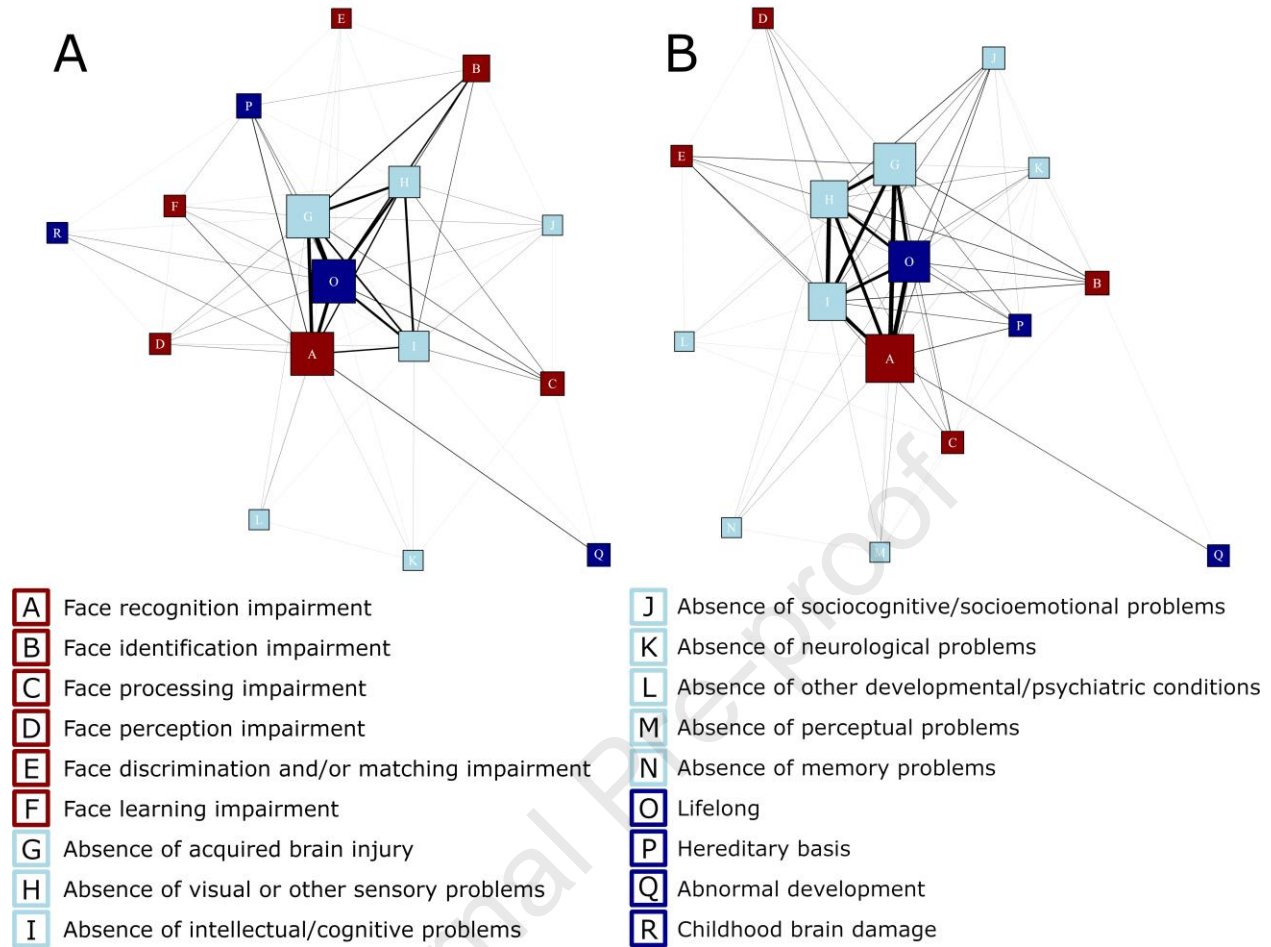 A
B
E
B
P
H
G
F
R
J
O
D
A
I
C
L
K
Q
D
J
G
E
K
H
O
B
I
P
L
A
C
N
M
Q
A Face recognition impairment
B Face identification impairment
C Face processing impairment
D Face perception impairment
E Face discrimination and/or matching impairment
F Face learning impairment
G Absence of acquired brain injury
H Absence of visual or other sensory problems
I Absence of intellectual/cognitive problems
J Absence of sociocognitive/socioemotional problems
K Absence of neurological problems
L Absence of other developmental/psychiatric conditions
M Absence of perceptual problems
N Absence of memory problems
O Lifelong
P Hereditary basis
Q Abnormal development
R Childhood brain damage
nal Pre-proof